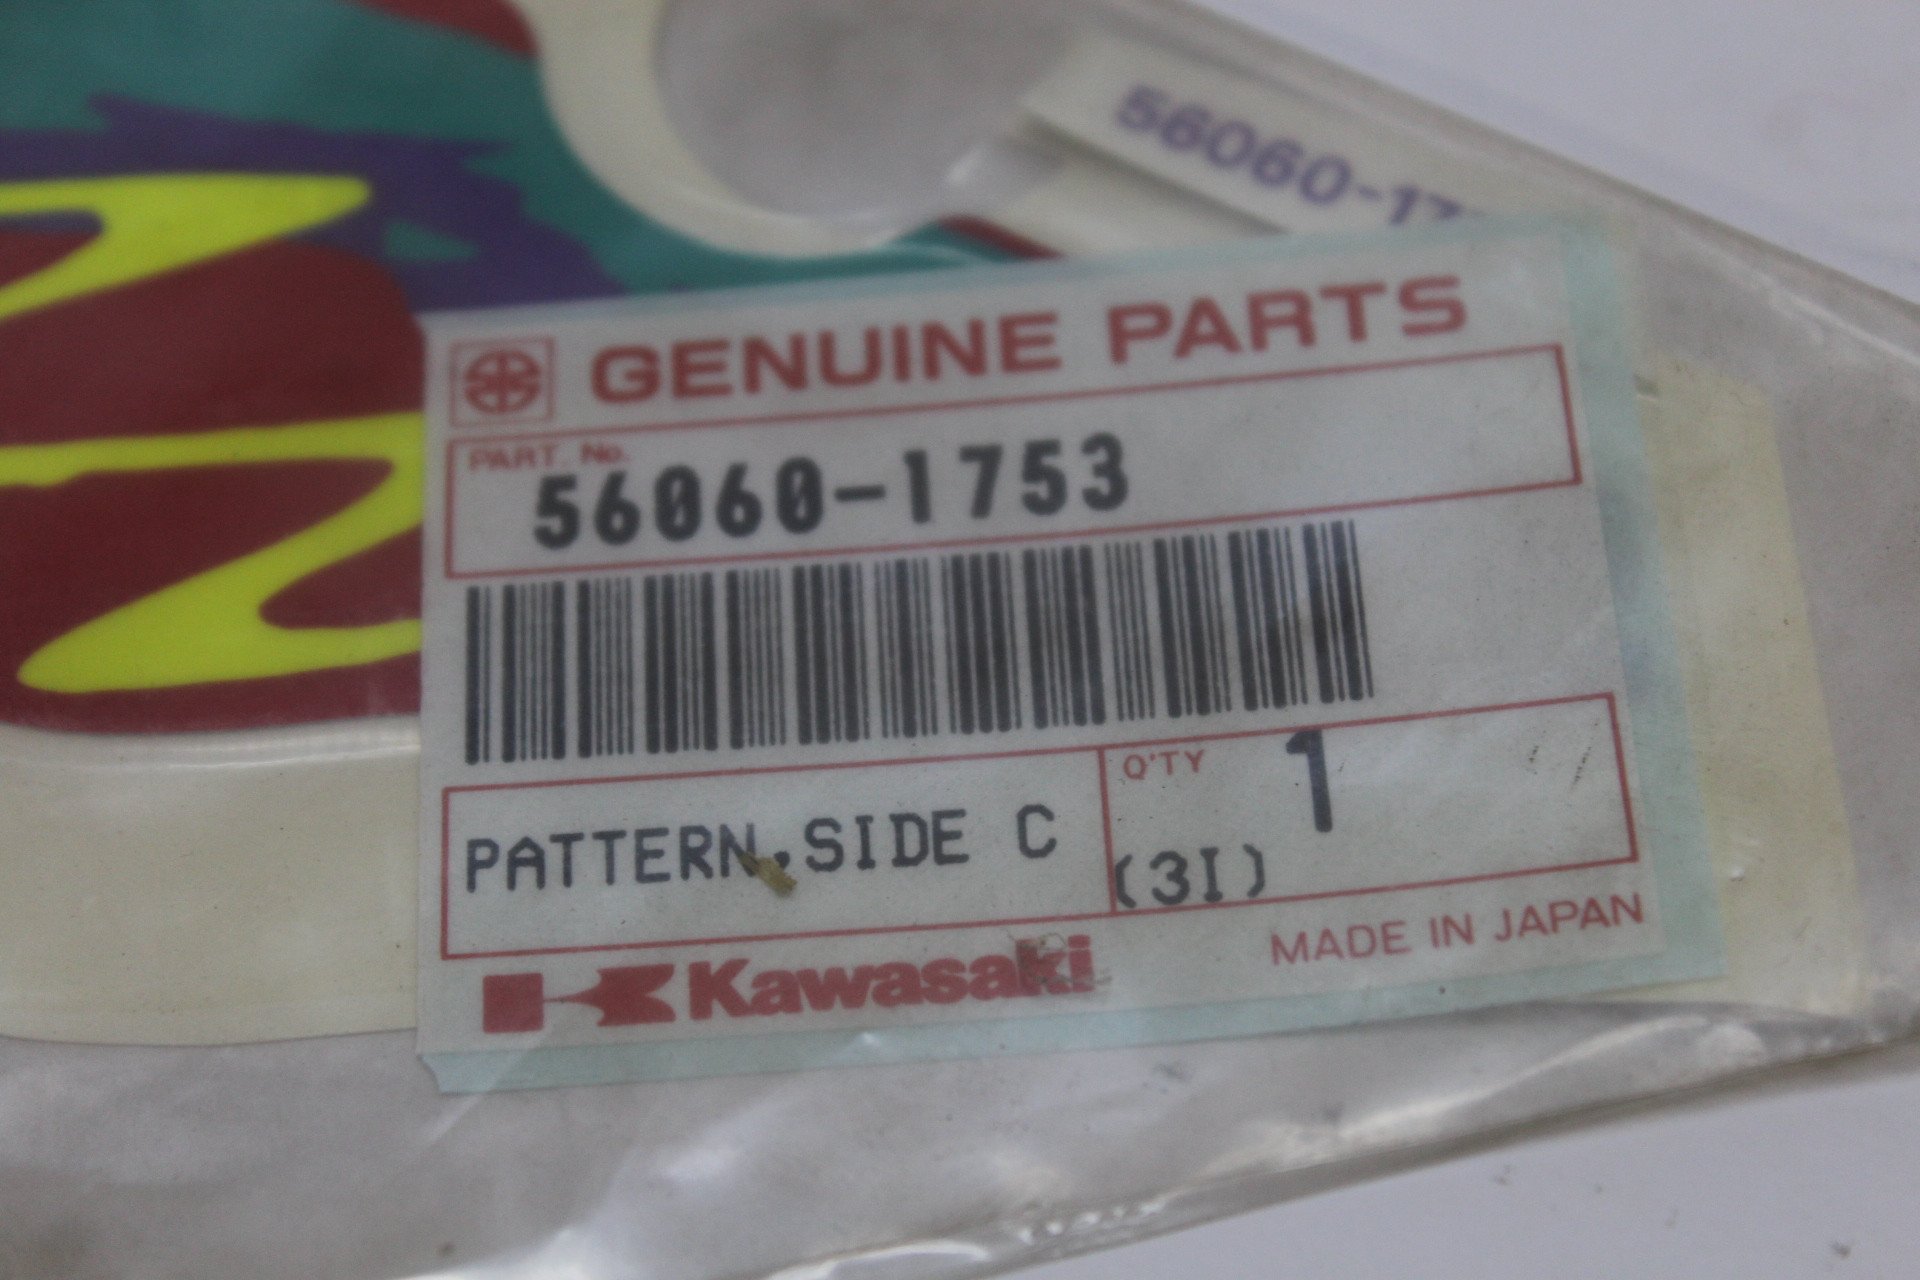 56060-17
GENUINE PARTS
PART. No.
56060-1753
PATTERN,SIDE C
Q'TY
1
(3I)
Kawasaki
MADE IN JAPAN